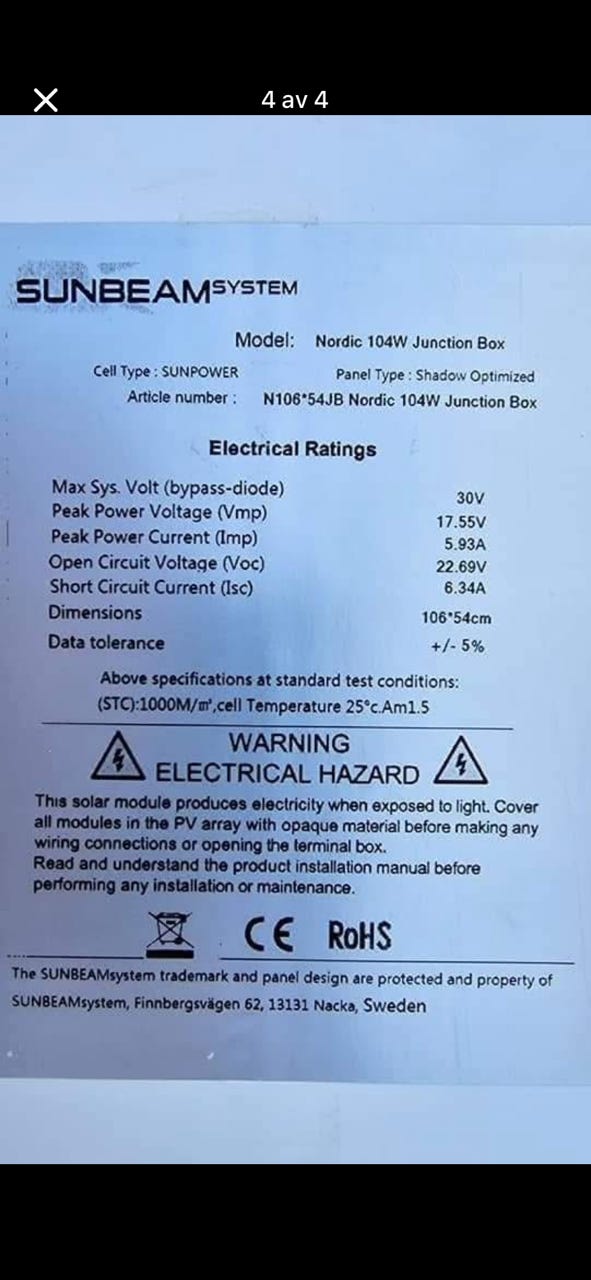 4 av 4
SUNBEAMSYSTEM
Model: Nordic 104W Junction Box
Cell Type : SUNPOWER Panel Type : Shadow Optimized
Article number : N106*54JB Nordic 104W Junction Box
Electrical Ratings
Max Sys. Volt (bypass-diode) 30V
Peak Power Voltage (Vmp) 17.55V
Peak Power Current (Imp) 5.93A
Open Circuit Voltage (Voc) 22.69V
Short Circuit Current (Isc) 6.34A
Dimensions 106*54cm
Data tolerance +/- 5%
Above specifications at standard test conditions:
(STC):1000M/m²,cell Temperature 25°c.Am1.5
WARNING
ELECTRICAL HAZARD
This solar module produces electricity when exposed to light. Cover
all modules in the PV array with opaque material before making any
wiring connections or opening the terminal box.
Read and understand the product installation manual before
performing any installation or maintenance.
CE RoHS
The SUNBEAMsystem trademark and panel design are protected and property of
SUNBEAMsystem, Finnbergsvägen 62, 13131 Nacka, Sweden